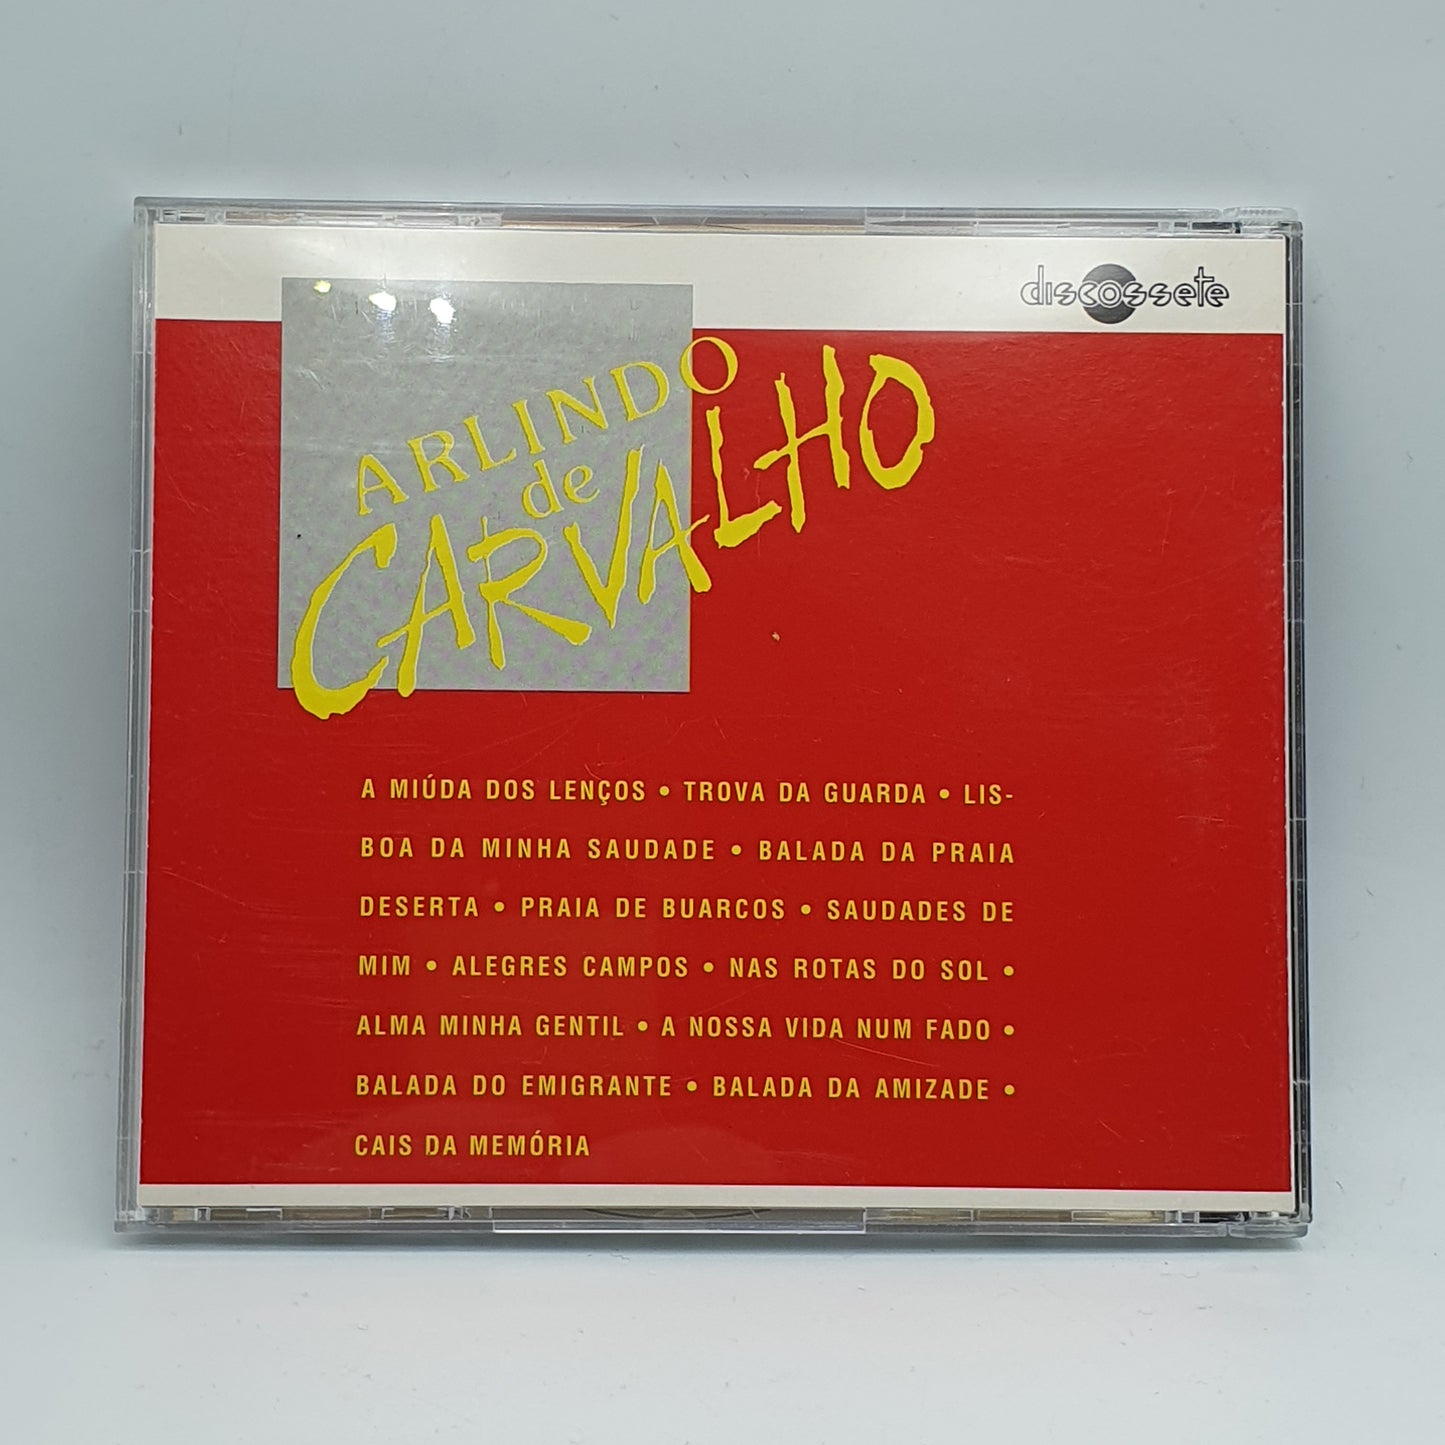 discossete
ARLINDO
de
CARVALHO
A MIÚDA DOS LENÇOS • TROVA DA GUARDA • LIS-
BOA DA MINHA SAUDADE • BALADA DA PRAIA
DESERTA • PRAIA DE BUARCOS • SAUDADES DE
MIM • ALEGRES CAMPOS • NAS ROTAS DO SOL •
ALMA MINHA GENTIL • A NOSSA VIDA NUM FADO •
BALADA DO EMIGRANTE • BALADA DA AMIZADE •
CAIS DA MEMÓRIA